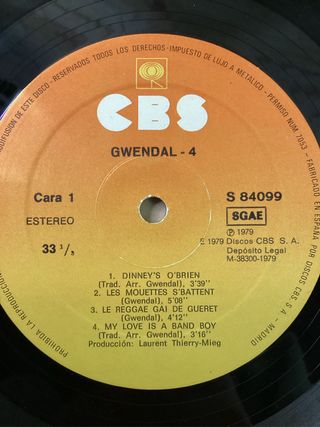 RADIODIFUSION DE ESTE DISCO - RESERVADOS TODOS LOS DERECHOS - IMPUESTO DE LUJO A METALICO - PERMISO NUM. 7053 - FABRICADO EN ESPAÑA POR DISCOS CBS, S.A. - MADRID
PROHIBIDA LA REPRODUCCION
CBS
GWENDAL - 4
Cara 1
S 84099
ESTEREO
SGAE
Ⓟ 1979
33 1/3
© 1979 Discos CBS S. A.
Depósito Legal
M-38300-1979
1. DINNEY'S O'BRIEN
(Trad. Arr. Gwendal), 3'39"
2. LES MOUETTES S'BATTENT
(Gwendal), 5'08"
3. LE REGGAE GAI DE GUERET
(Gwendal), 4'12"
4. MY LOVE IS A BAND BOY
(Trad. Arr. Gwendal), 3'16"
Producción: Laurent Thierry-Mieg